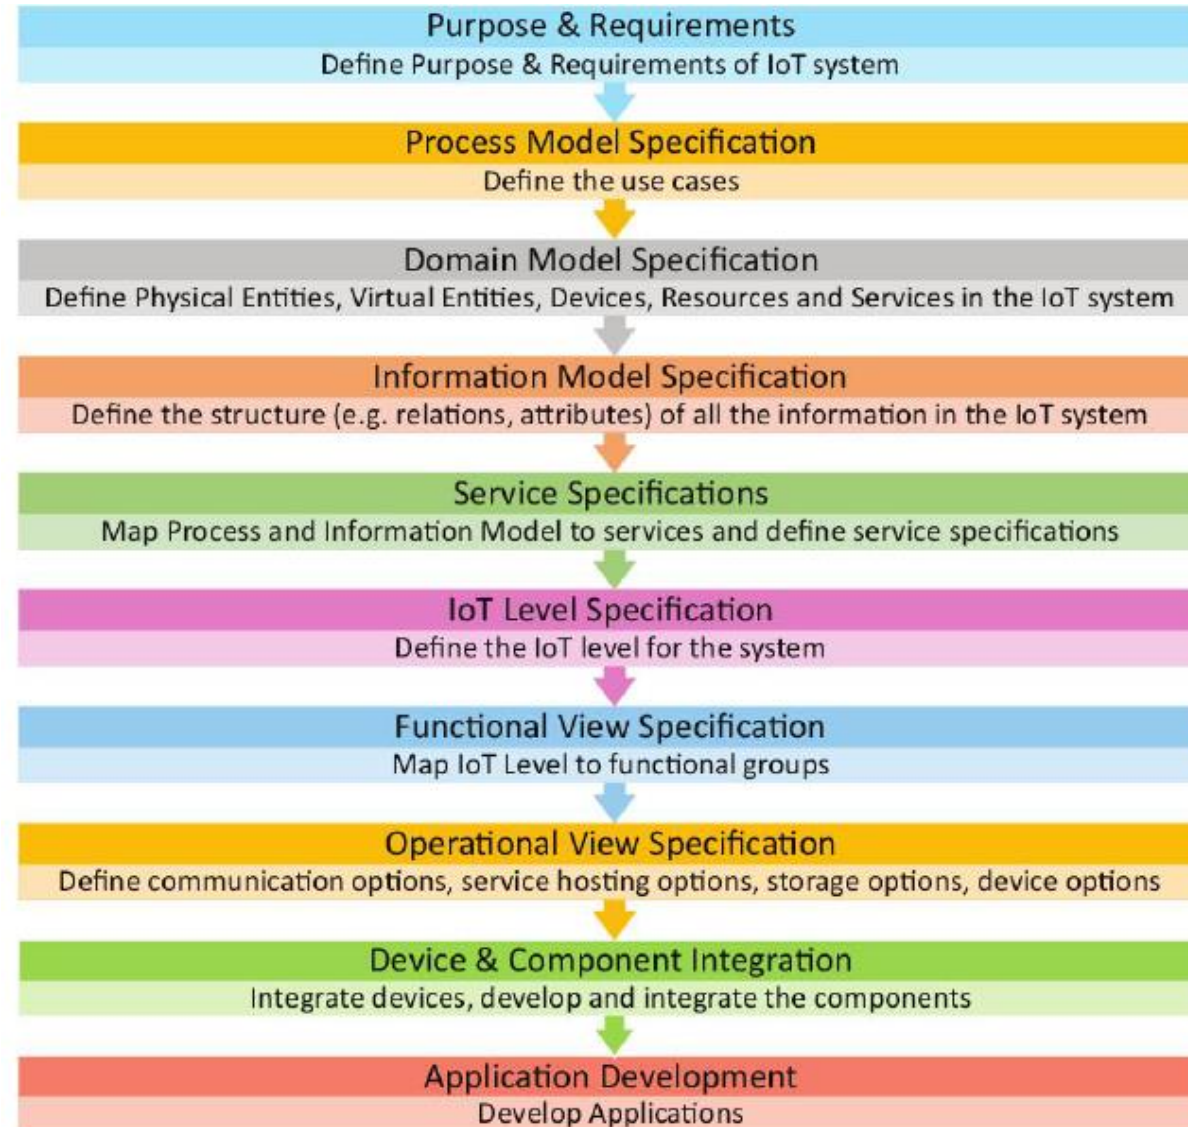 Purpose & Requirements
Define Purpose & Requirements of IoT system
Process Model Specification
Define the use cases
Domain Model Specification
Define Physical Entities, Virtual Entities, Devices, Resources and Services in the IoT system
Information Model Specification
Define the structure (e.g. relations, attributes) of all the information in the IoT system
Service Specifications
Map Process and Information Model to services and define service specifications
IoT Level Specification
Define the IoT level for the system
Functional View Specification
Map IoT Level to functional groups
Operational View Specification
Define communication options, service hosting options, storage options, device options
Device & Component Integration
Integrate devices, develop and integrate the components
Application Development
Develop Applications